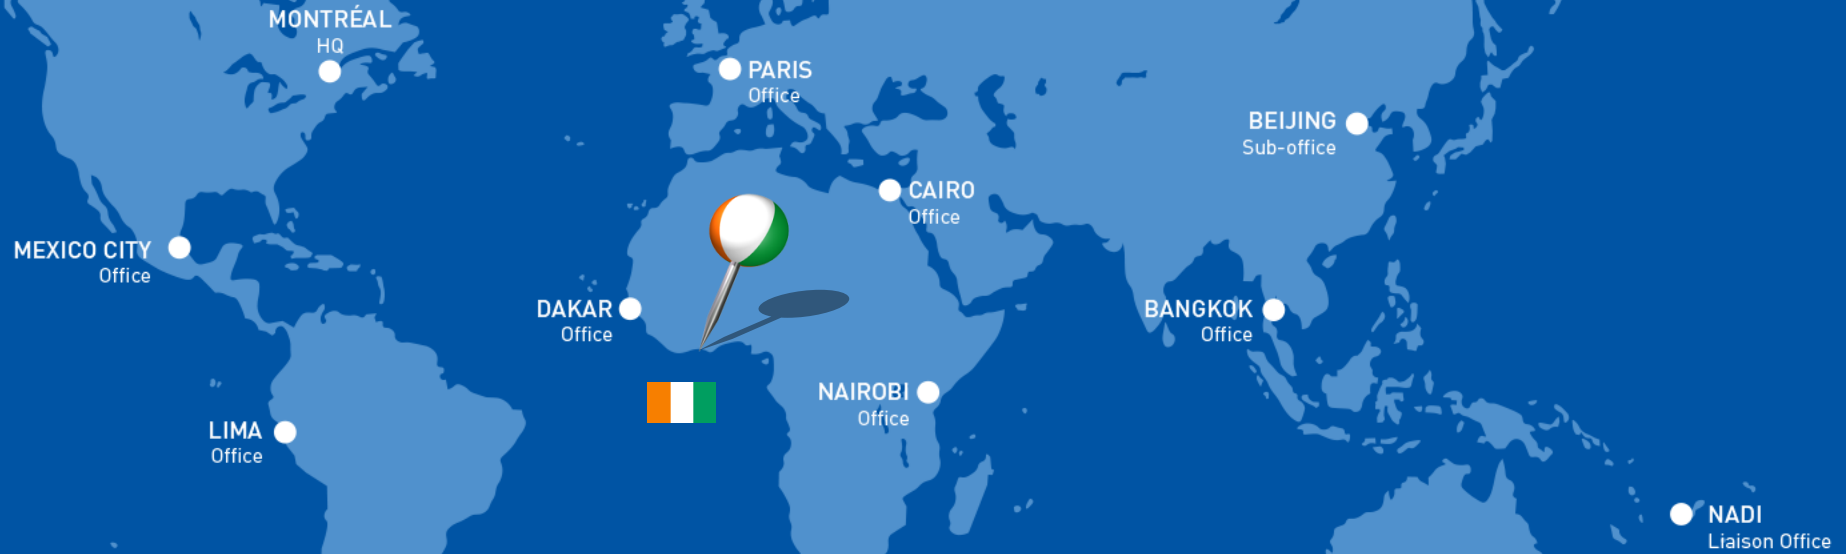 MONTRÉAL
HQ
PARIS
Office
BEIJING
Sub-office
CAIRO
Office
MEXICO CITY
Office
DAKAR
Office
BANGKOK
Office
NAIROBI
Office
LIMA
Office
NADI
Liaison Office